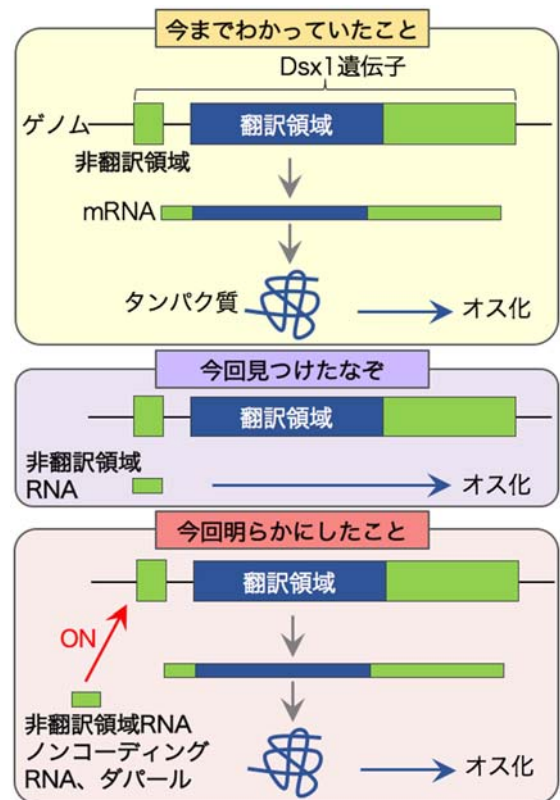 今までわかっていたこと
Dsx1遺伝子
ゲノム
翻訳領域
非翻訳領域
mRNA
タンパク質
オス化
今回見つけたなぞ
翻訳領域
非翻訳領域
RNA
オス化
今回明らかにしたこと
翻訳領域
ON
非翻訳領域RNA
ノンコーディング
RNA、ダパール
オス化